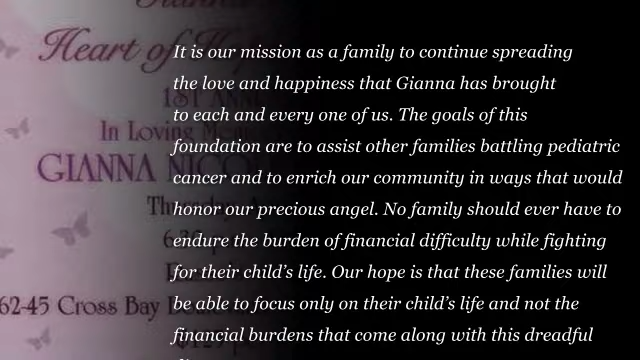 Heart of
It is our mission as a family to continue spreading
the love and happiness that Gianna has brought
1ST
to each and every one of us. The goals of this
In Loving
foundation are to assist other families battling pediatric
GIANNA
cancer and to enrich our community in ways that would
honor our precious angel. No family should ever have to
endure the burden of financial difficulty while fighting
for their child's life. Our hope is that these families will
62-45 Cross Bay
be able to focus only on their child's life and not the
financial burdens that come along with this dreadful